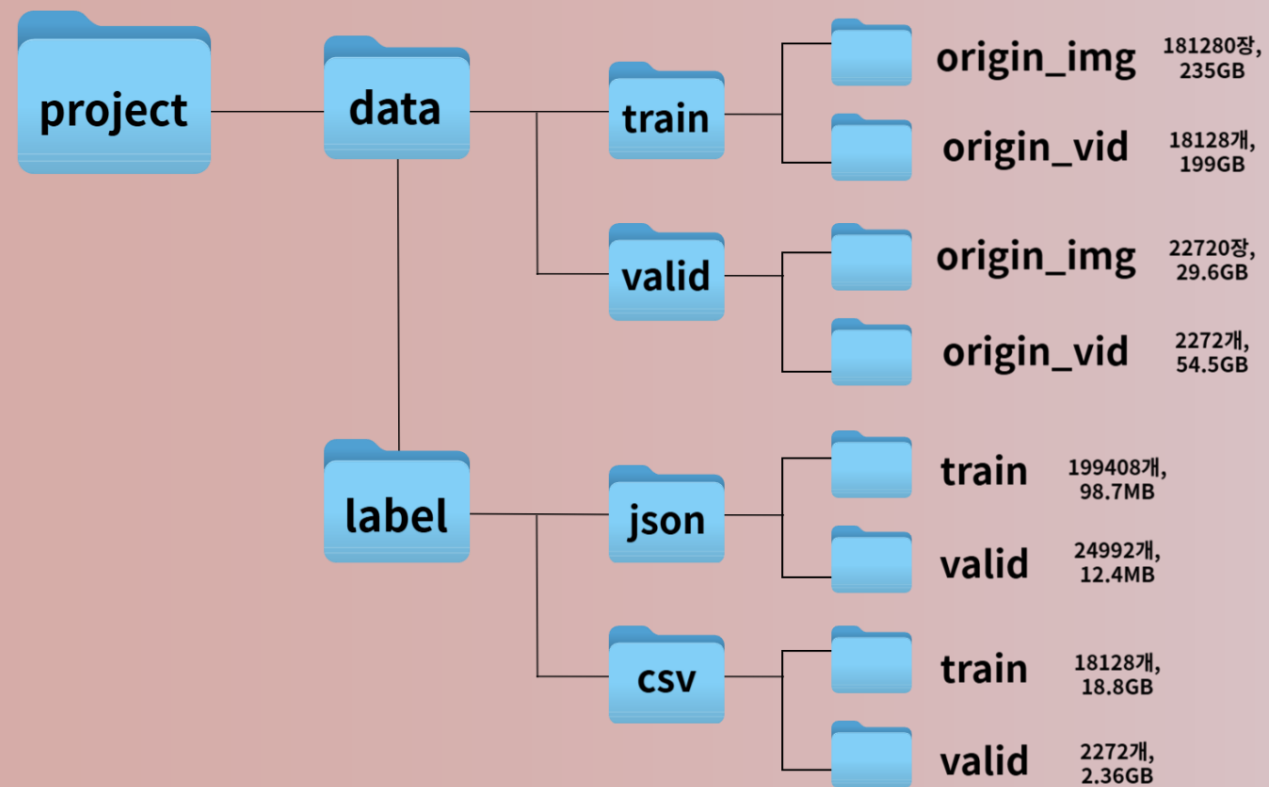 project
data
train
origin_img
181280장,
235GB
origin_vid
18128개,
199GB
valid
origin_img
22720장,
29.6GB
origin_vid
2272개,
54.5GB
label
json
train
199408개,
98.7MB
valid
24992개,
12.4MB
csv
train
18128개,
18.8GB
valid
2272개,
2.36GB